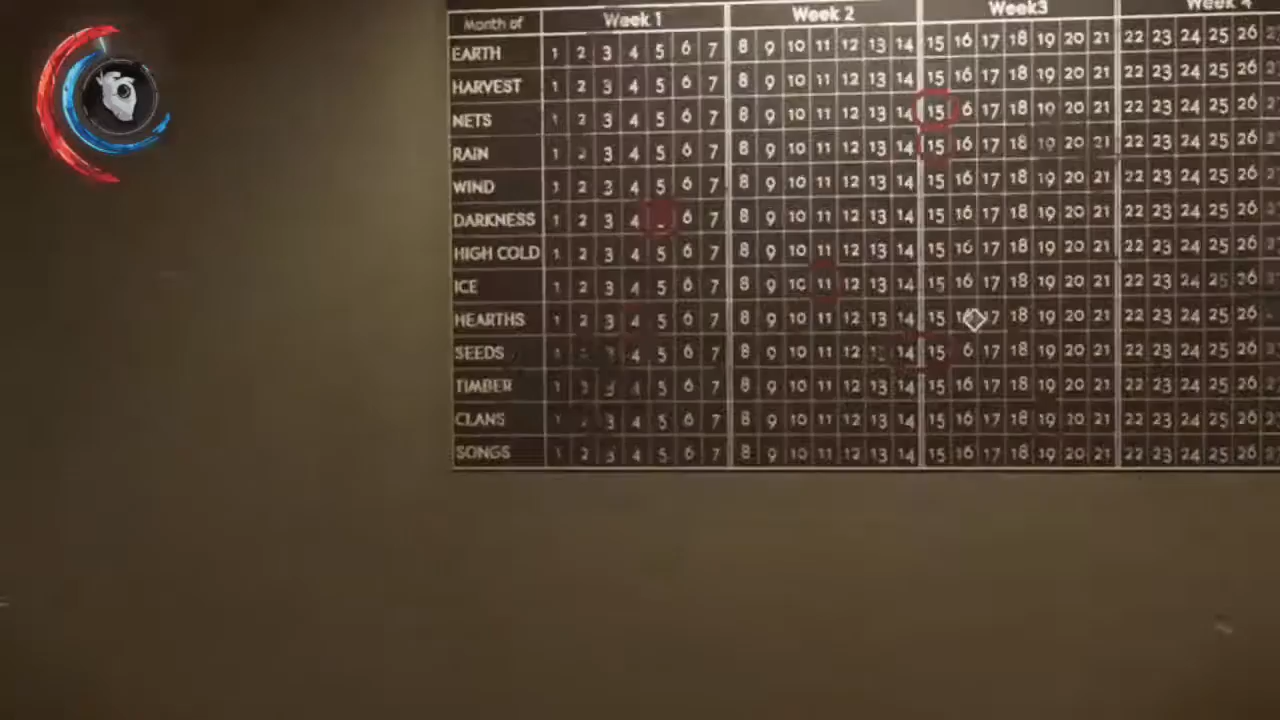 Month of Week 1 Week 2 Week3 Week 4
EARTH 1 2 3 4 5 6 7 8 9 10 11 12 13 14 15 16 17 18 19 20 21 22 23 24 25 26
HARVEST 1 2 3 4 5 6 7 8 9 10 11 12 13 14 15 16 17 18 19 20 21 22 23 24 25 26
NETS 1 2 3 4 5 6 7 8 9 10 11 12 13 14 15 6 17 18 19 20 21 22 23 24 25 26
RAIN 1 2 3 4 5 6 7 8 9 10 11 12 13 14 15 16 17 18 19 20 21 22 23 24 25 26
WIND 1 2 3 4 5 6 7 8 9 10 11 12 13 14 15 16 17 18 19 20 21 22 23 24 25 26
DARKNESS 1 2 3 4 6 7 8 9 10 11 12 13 14 15 16 17 18 19 20 21 22 23 24 25 26
HIGH COLD 1 2 3 4 5 6 7 8 9 10 11 12 13 14 15 16 17 18 19 20 21 22 23 24 25 26
ICE 1 2 3 4 5 6 7 8 9 10 11 12 13 14 15 16 17 18 19 20 21 22 23 24 25 26
HEARTHS 1 2 3 4 5 6 7 8 9 10 11 12 13 14 15 17 18 19 20 21 22 23 24 25 26
SEEDS 1 3 4 5 6 7 8 9 10 11 12 13 14 15 6 17 18 19 20 21 22 23 24 25 26
TIMBER 1 3 3 4 5 6 7 8 9 10 11 12 13 14 15 16 17 18 19 20 21 22 23 24 25 26
CLANS 1 2 3 4 5 6 7 8 9 10 11 12 13 14 15 16 17 18 19 20 21 22 23 24 25 26
SONGS 1 2 3 4 5 6 7 8 9 10 11 12 13 14 15 16 17 18 19 20 21 22 23 24 25 26